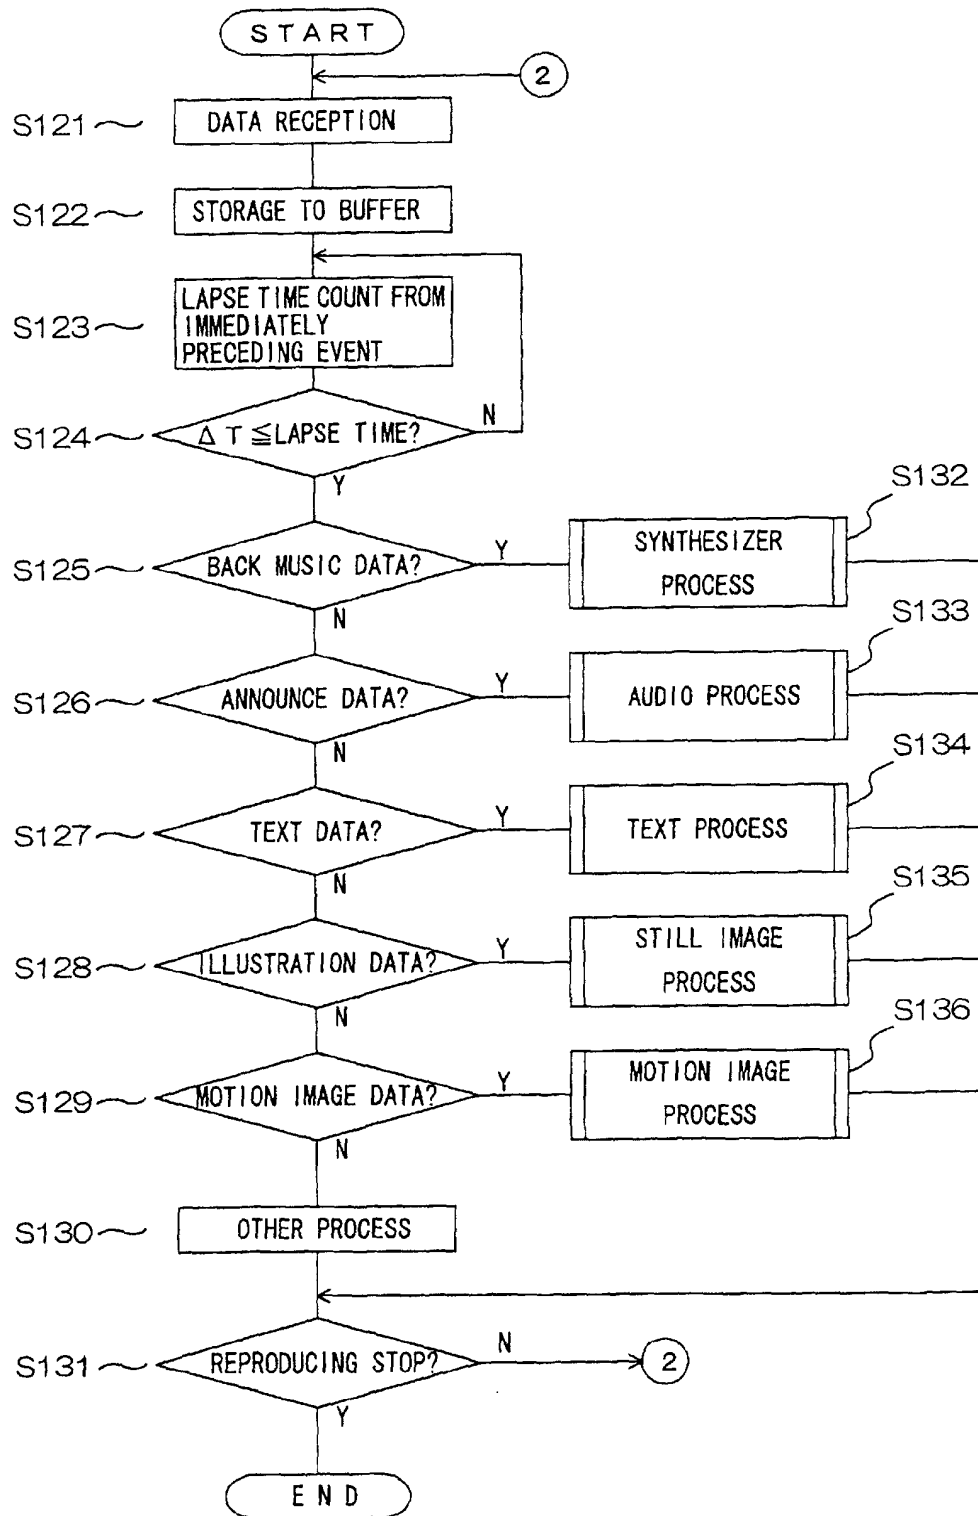 START
2
S121 DATA RECEPTION
S122 STORAGE TO BUFFER
S123 LAPSE TIME COUNT FROM
IMMEDIATELY
PRECEDING EVENT
S124 ΔT≦LAPSE TIME? N
Y
S132
S125 BACK MUSIC DATA? Y SYNTHESIZER
PROCESS
N
S133
S126 ANNOUNCE DATA? Y AUDIO PROCESS
N
S134
S127 TEXT DATA? Y TEXT PROCESS
N
S135
S128 ILLUSTRATION DATA? Y STILL IMAGE
PROCESS
N
S136
S129 MOTION IMAGE DATA? Y MOTION IMAGE
PROCESS
N
S130 OTHER PROCESS
S131 REPRODUCING STOP? N 2
Y
END